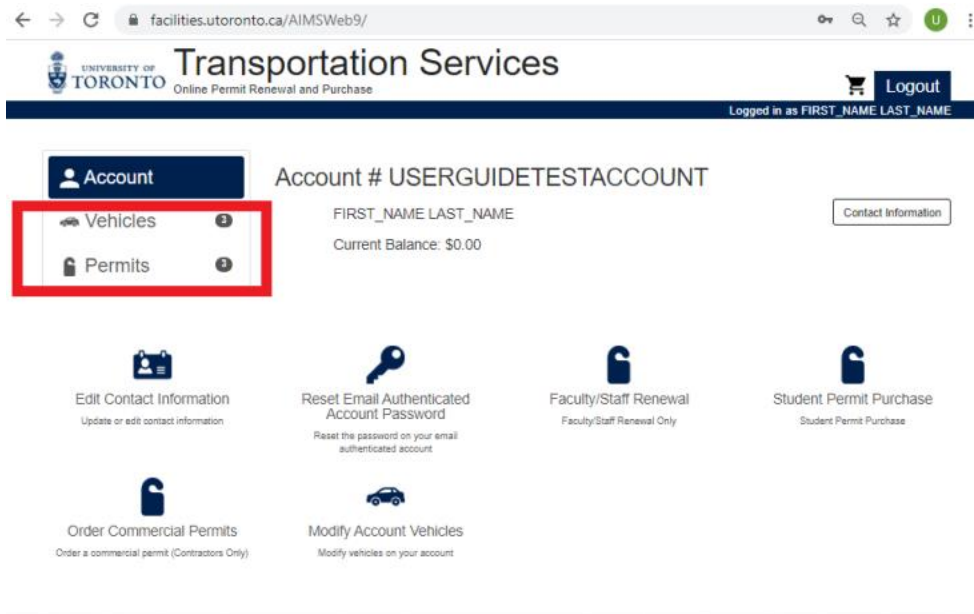 facilities.utoronto.ca/AIMSWeb9/
U
UNIVERSITY OF
TORONTO
Transportation Services
Online Permit Renewal and Purchase
Logout
Logged in as FIRST_NAME LAST_NAME
Account
Account # USERGUIDETESTACCOUNT
Vehicles 3
FIRST_NAME LAST_NAME
Contact Information
Current Balance: $0.00
Permits 3
Edit Contact Information
Update or edit contact information
Reset Email Authenticated
Account Password
Reset the password on your email
authenticated account
Faculty/Staff Renewal
Faculty/Staff Renewal Only
Student Permit Purchase
Student Permit Purchase
Order Commercial Permits
Order a commercial permit (Contractors Only)
Modify Account Vehicles
Modify vehicles on your account